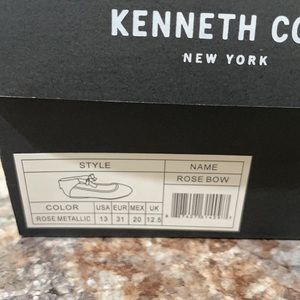 KENNETH CO
NEW YORK
STYLE NAME
ROSE BOW
COLOR USA EUR MEX UK
ROSE METALLIC 13 31 20 12.5